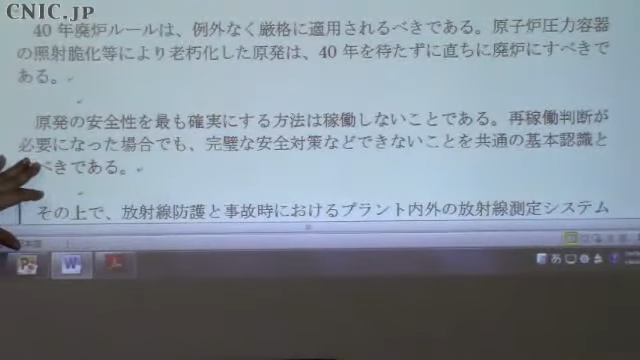 CNIC.jp
40 年廃炉ルールは、例外なく厳格に適用されるべきである。原子炉圧力容器
の照射脆化等により老朽化した原発は、40 年を待たずに直ちに廃炉にすべきで
ある。
原発の安全性を最も確実にする方法は稼働しないことである。再稼働判断が
必要になった場合でも、完璧な安全対策などできないことを共通の基本認識と
べきである。
その上で、放射線防護と事故時におけるプラント内外の放射線測定システム
あ